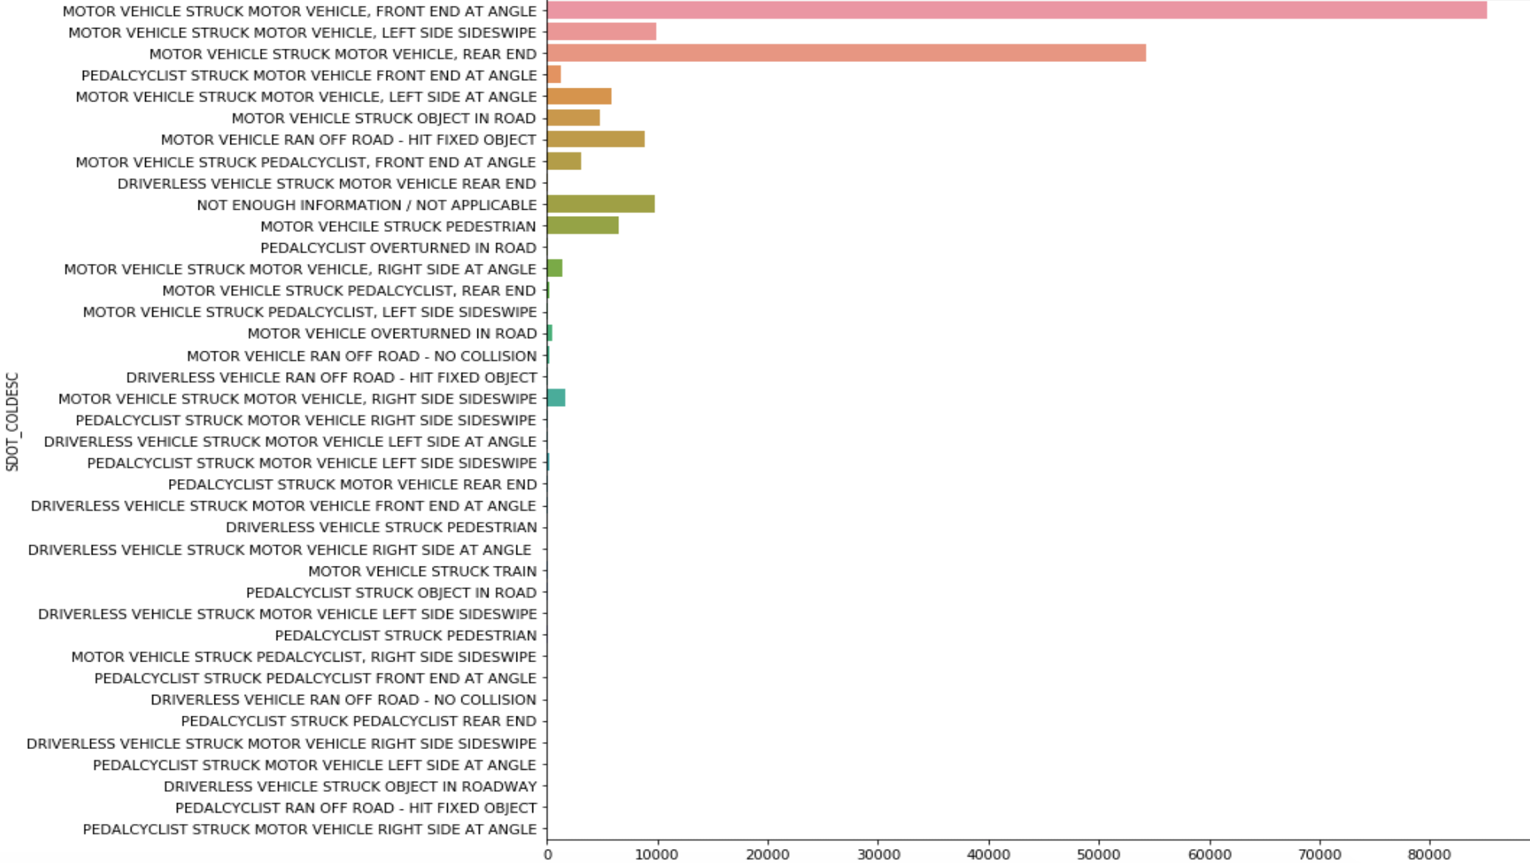 MOTOR VEHICLE STRUCK MOTOR VEHICLE, FRONT END AT ANGLE
MOTOR VEHICLE STRUCK MOTOR VEHICLE, LEFT SIDE SIDESWIPE
MOTOR VEHICLE STRUCK MOTOR VEHICLE, REAR END
PEDALCYCLIST STRUCK MOTOR VEHICLE FRONT END AT ANGLE
MOTOR VEHICLE STRUCK MOTOR VEHICLE, LEFT SIDE AT ANGLE
MOTOR VEHICLE STRUCK OBJECT IN ROAD
MOTOR VEHICLE RAN OFF ROAD - HIT FIXED OBJECT
MOTOR VEHICLE STRUCK PEDALCYCLIST, FRONT END AT ANGLE
DRIVERLESS VEHICLE STRUCK MOTOR VEHICLE REAR END
NOT ENOUGH INFORMATION / NOT APPLICABLE
MOTOR VEHCILE STRUCK PEDESTRIAN
PEDALCYCLIST OVERTURNED IN ROAD
MOTOR VEHICLE STRUCK MOTOR VEHICLE, RIGHT SIDE AT ANGLE
MOTOR VEHICLE STRUCK PEDALCYCLIST, REAR END
MOTOR VEHICLE STRUCK PEDALCYCLIST, LEFT SIDE SIDESWIPE
MOTOR VEHICLE OVERTURNED IN ROAD
MOTOR VEHICLE RAN OFF ROAD - NO COLLISION
DRIVERLESS VEHICLE RAN OFF ROAD - HIT FIXED OBJECT
MOTOR VEHICLE STRUCK MOTOR VEHICLE, RIGHT SIDE SIDESWIPE
PEDALCYCLIST STRUCK MOTOR VEHICLE RIGHT SIDE SIDESWIPE
DRIVERLESS VEHICLE STRUCK MOTOR VEHICLE LEFT SIDE AT ANGLE
PEDALCYCLIST STRUCK MOTOR VEHICLE LEFT SIDE SIDESWIPE
PEDALCYCLIST STRUCK MOTOR VEHICLE REAR END
DRIVERLESS VEHICLE STRUCK MOTOR VEHICLE FRONT END AT ANGLE
DRIVERLESS VEHICLE STRUCK PEDESTRIAN
DRIVERLESS VEHICLE STRUCK MOTOR VEHICLE RIGHT SIDE AT ANGLE
MOTOR VEHICLE STRUCK TRAIN
PEDALCYCLIST STRUCK OBJECT IN ROAD
DRIVERLESS VEHICLE STRUCK MOTOR VEHICLE LEFT SIDE SIDESWIPE
PEDALCYCLIST STRUCK PEDESTRIAN
MOTOR VEHICLE STRUCK PEDALCYCLIST, RIGHT SIDE SIDESWIPE
PEDALCYCLIST STRUCK PEDALCYCLIST FRONT END AT ANGLE
DRIVERLESS VEHICLE RAN OFF ROAD - NO COLLISION
PEDALCYCLIST STRUCK PEDALCYCLIST REAR END
DRIVERLESS VEHICLE STRUCK MOTOR VEHICLE RIGHT SIDE SIDESWIPE
PEDALCYCLIST STRUCK MOTOR VEHICLE LEFT SIDE AT ANGLE
DRIVERLESS VEHICLE STRUCK OBJECT IN ROADWAY
PEDALCYCLIST RAN OFF ROAD - HIT FIXED OBJECT
PEDALCYCLIST STRUCK MOTOR VEHICLE RIGHT SIDE AT ANGLE
SDOT_COLDESC
0 10000 20000 30000 40000 50000 60000 70000 80000